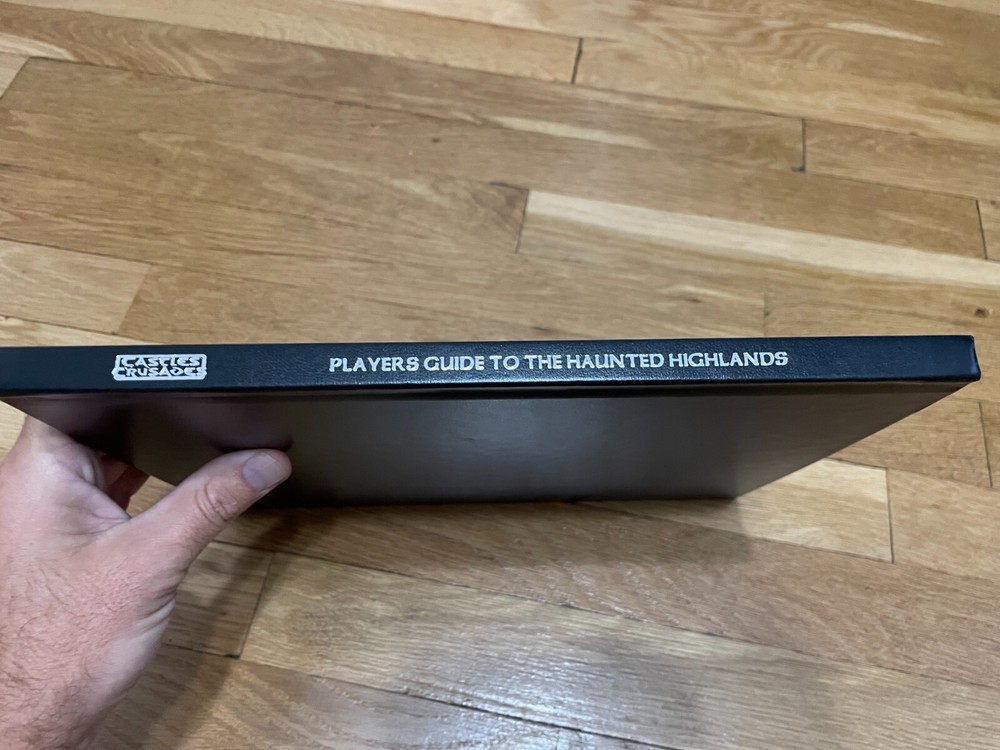 CASTLES
CRUSADES
PLAYERS GUIDE TO THE HAUNTED HIGHLANDS